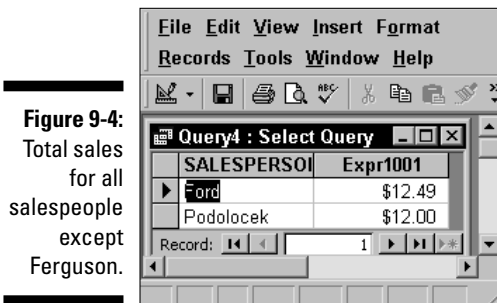 File Edit View Insert Format
Records Tools Window Help
ABC
Figure 9-4:
Total sales
for all
salespeople
except
Ferguson.
Query4 : Select Query
SALESPERSOI Expr1001
Ford $12.49
Podolocek $12.00
Record: 1